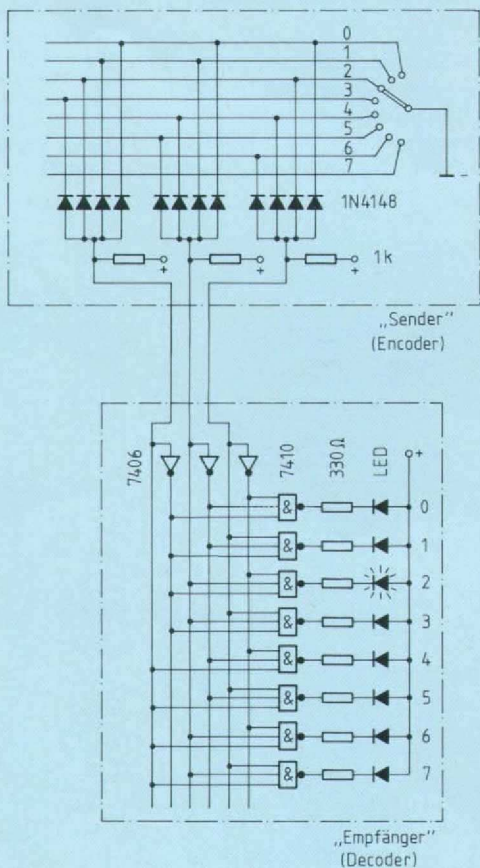 0
1
2
3
4
5
6
7
-
1N4148
+ + + 1k
„Sender”
(Encoder)
7406 7410 330 Ω LED +
& 0
& 1
& 2
& 3
& 4
& 5
& 6
& 7
„Empfänger”
(Decoder)